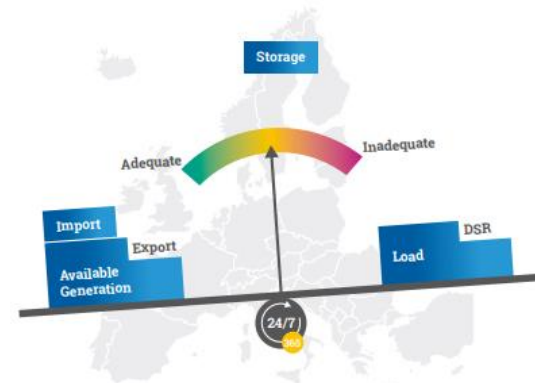 Storage
Adequate
Inadequate
Import
Export
Available
Generation
DSR
Load
24/7
365